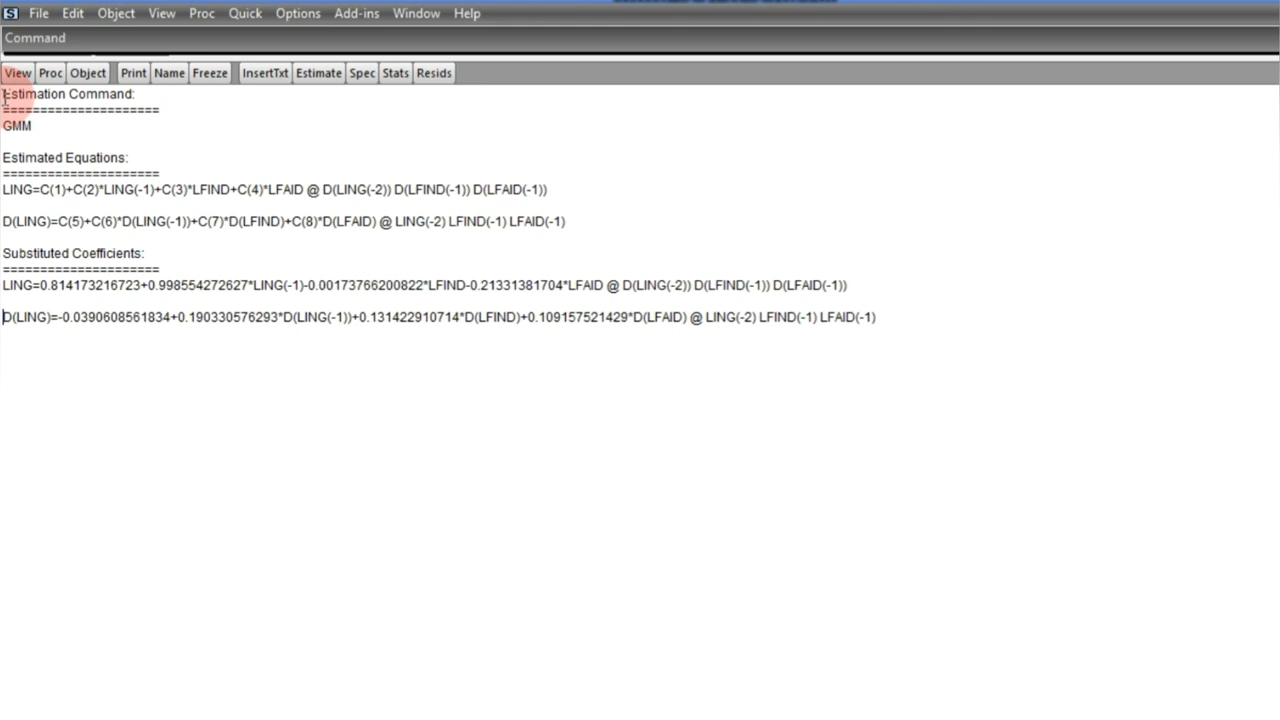 File Edit Object View Proc Quick Options Add-ins Window Help
Command
View Proc Object Print Name Freeze InsertTxt Estimate Spec Stats Resids
Estimation Command:
=====================
GMM
Estimated Equations:
=====================
LING=C(1)+C(2)*LING(-1)+C(3)*LFIND+C(4)*LFAID @ D(LING(-2)) D(LFIND(-1)) D(LFAID(-1))
D(LING)=C(5)+C(6)*D(LING(-1))+C(7)*D(LFIND)+C(8)*D(LFAID) @ LING(-2) LFIND(-1) LFAID(-1)
Substituted Coefficients:
=====================
LING=0.814173216723+0.998554272627*LING(-1)-0.00173766200822*LFIND-0.21331381704*LFAID @ D(LING(-2)) D(LFIND(-1)) D(LFAID(-1))
D(LING)=-0.0390608561834+0.190330576293*D(LING(-1))+0.131422910714*D(LFIND)+0.109157521429*D(LFAID) @ LING(-2) LFIND(-1) LFAID(-1)